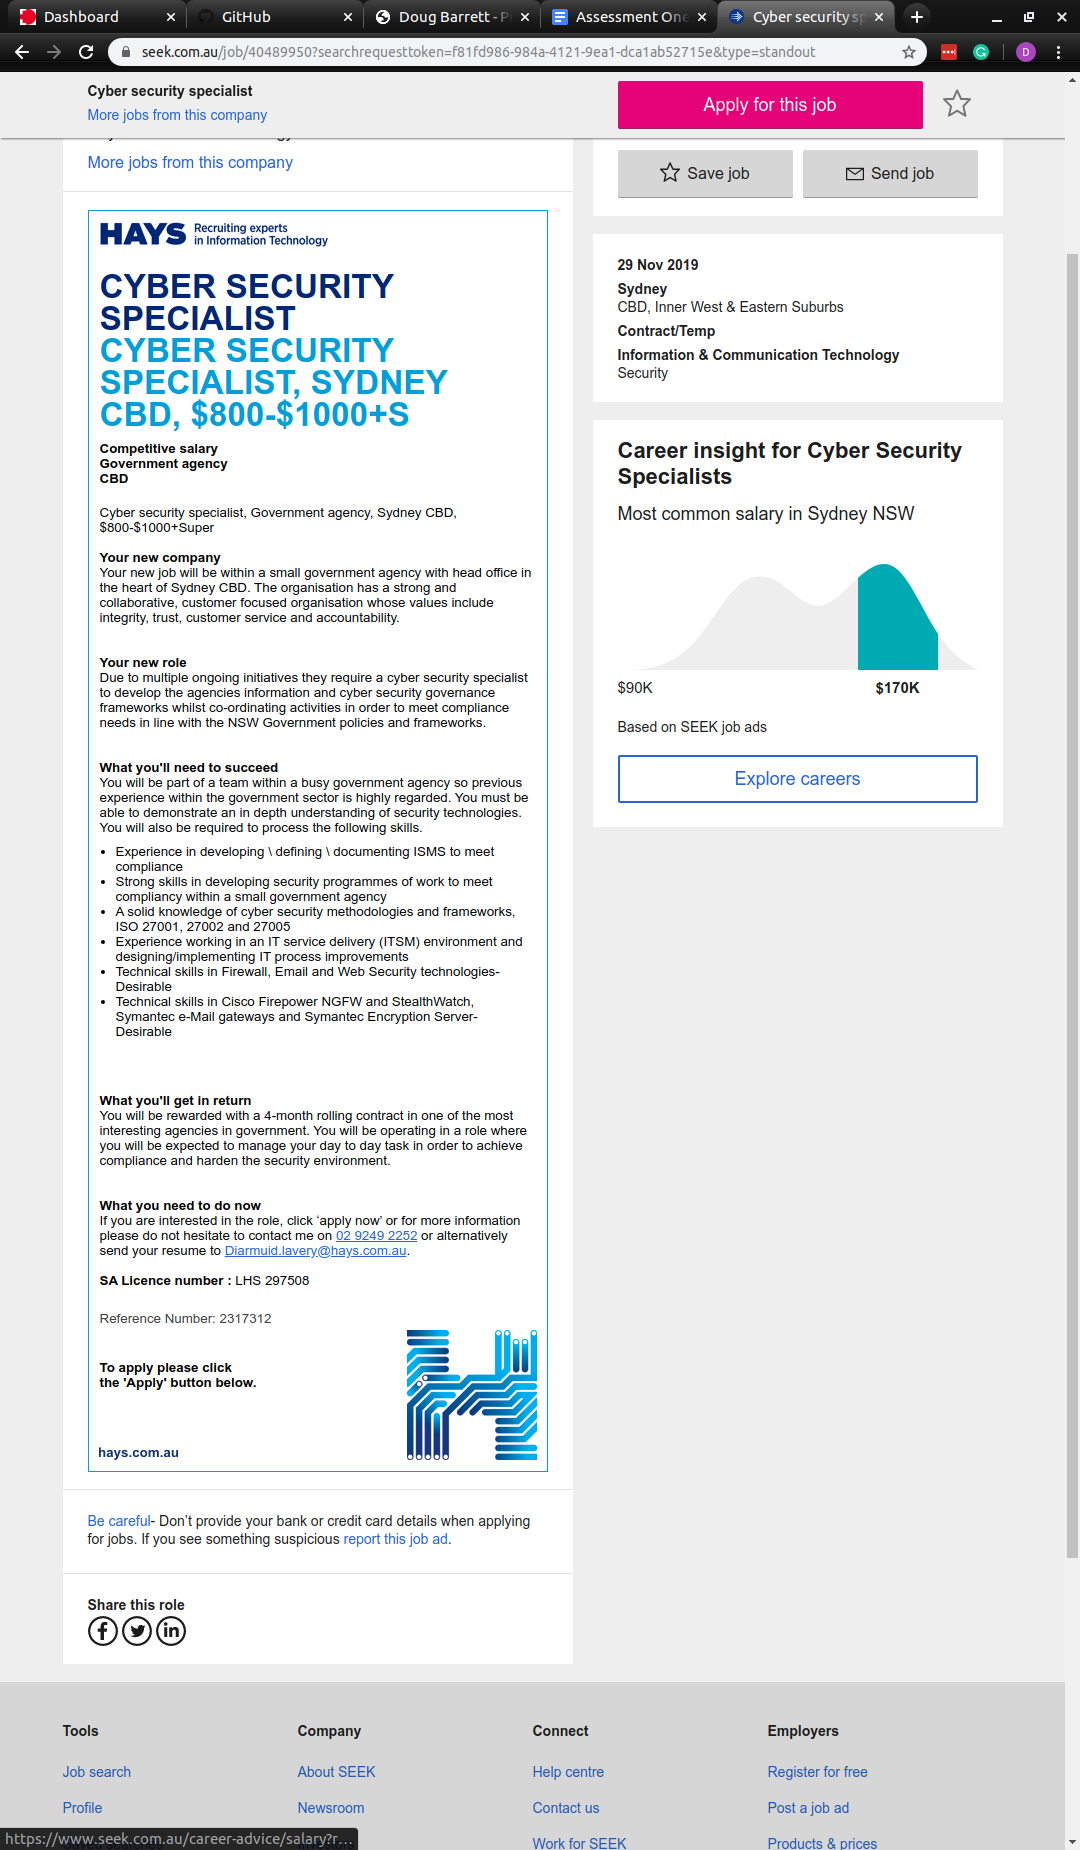 Dashboard
GitHub
Doug Barrett - P
Assessment One
Cyber security sp
seek.com.au/job/40489950?searchrequesttoken=f81fd986-984a-4121-9ea1-dca1ab52715e&type=standout
D
Cyber security specialist
More jobs from this company
Apply for this job
More jobs from this company
Save job
Send job
HAYS Recruiting experts
in Information Technology
CYBER SECURITY
SPECIALIST
CYBER SECURITY
SPECIALIST, SYDNEY
CBD, $800-$1000+S
Competitive salary
Government agency
CBD
Cyber security specialist, Government agency, Sydney CBD,
$800-$1000+Super
Your new company
Your new job will be within a small government agency with head office in
the heart of Sydney CBD. The organisation has a strong and
collaborative, customer focused organisation whose values include
integrity, trust, customer service and accountability.
Your new role
Due to multiple ongoing initiatives they require a cyber security specialist
to develop the agencies information and cyber security governance
frameworks whilst co-ordinating activities in order to meet compliance
needs in line with the NSW Government policies and frameworks.
What you'll need to succeed
You will be part of a team within a busy government agency so previous
experience within the government sector is highly regarded. You must be
able to demonstrate an in depth understanding of security technologies.
You will also be required to process the following skills.
• Experience in developing \ defining \ documenting ISMS to meet
compliance
• Strong skills in developing security programmes of work to meet
compliancy within a small government agency
• A solid knowledge of cyber security methodologies and frameworks,
ISO 27001, 27002 and 27005
• Experience working in an IT service delivery (ITSM) environment and
designing/implementing IT process improvements
• Technical skills in Firewall, Email and Web Security technologies-
Desirable
• Technical skills in Cisco Firepower NGFW and StealthWatch,
Symantec e-Mail gateways and Symantec Encryption Server-
Desirable
What you'll get in return
You will be rewarded with a 4-month rolling contract in one of the most
interesting agencies in government. You will be operating in a role where
you will be expected to manage your day to day task in order to achieve
compliance and harden the security environment.
What you need to do now
If you are interested in the role, click ‘apply now’ or for more information
please do not hesitate to contact me on 02 9249 2252 or alternatively
send your resume to Diarmuid.lavery@hays.com.au.
SA Licence number : LHS 297508
Reference Number: 2317312
To apply please click
the 'Apply' button below.
hays.com.au
29 Nov 2019
Sydney
CBD, Inner West & Eastern Suburbs
Contract/Temp
Information & Communication Technology
Security
Career insight for Cyber Security
Specialists
Most common salary in Sydney NSW
$90K
$170K
Based on SEEK job ads
Explore careers
Be careful- Don’t provide your bank or credit card details when applying
for jobs. If you see something suspicious report this job ad.
Share this role
Tools
Company
Connect
Employers
Job search
About SEEK
Help centre
Register for free
Profile
Newsroom
Contact us
Post a job ad
Work for SEEK
Products & prices
https://www.seek.com.au/career-advice/salary?r...